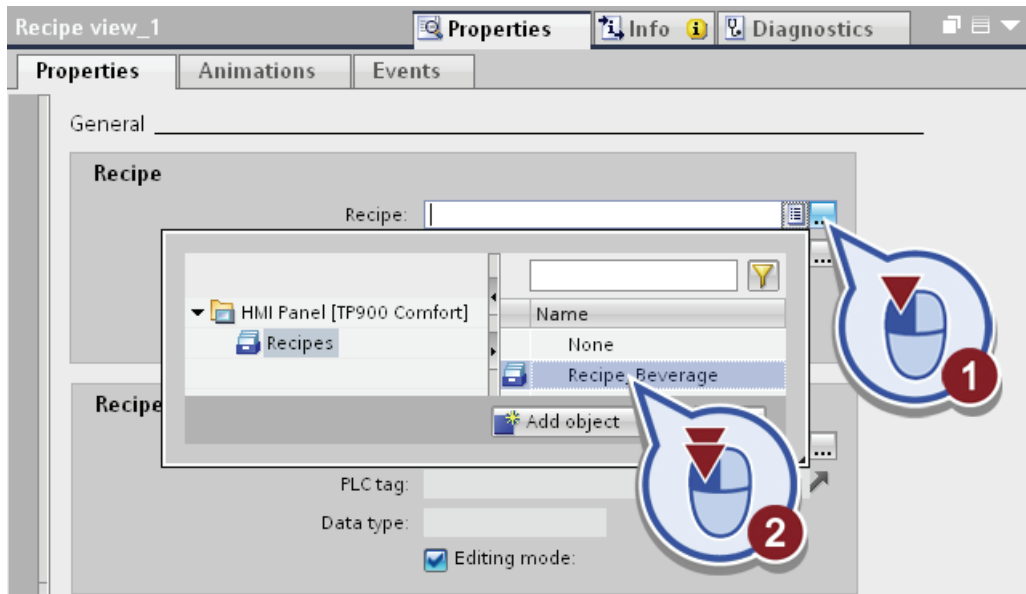 Recipe view_1
Properties
Info
Diagnostics
Properties
Animations
Events
General
Recipe
Recipe:
...
...
HMI Panel [TP900 Comfort]
Recipes
Name
None
Recipe_Beverage
Add object
1
Recipe
...
PLC tag:
Data type:
Editing mode:
2